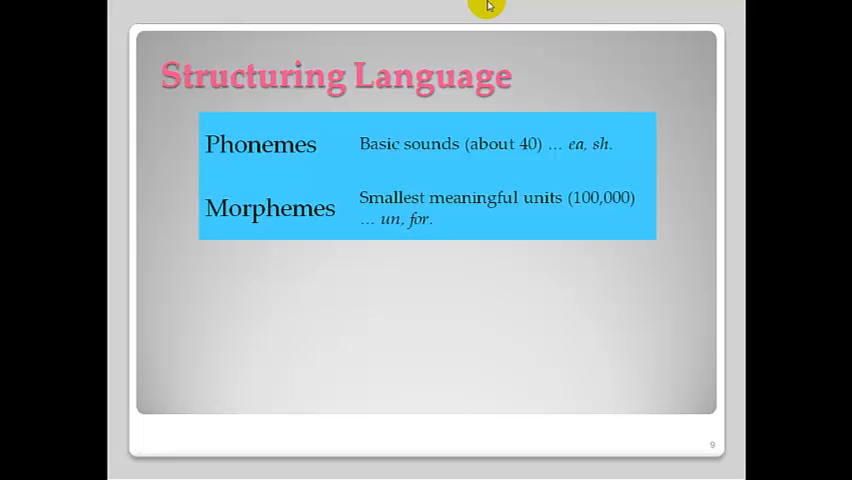 Structuring Language
Phonemes
Basic sounds (about 40) … ea, sh.
Morphemes
Smallest meaningful units (100,000)
… un, for.
9